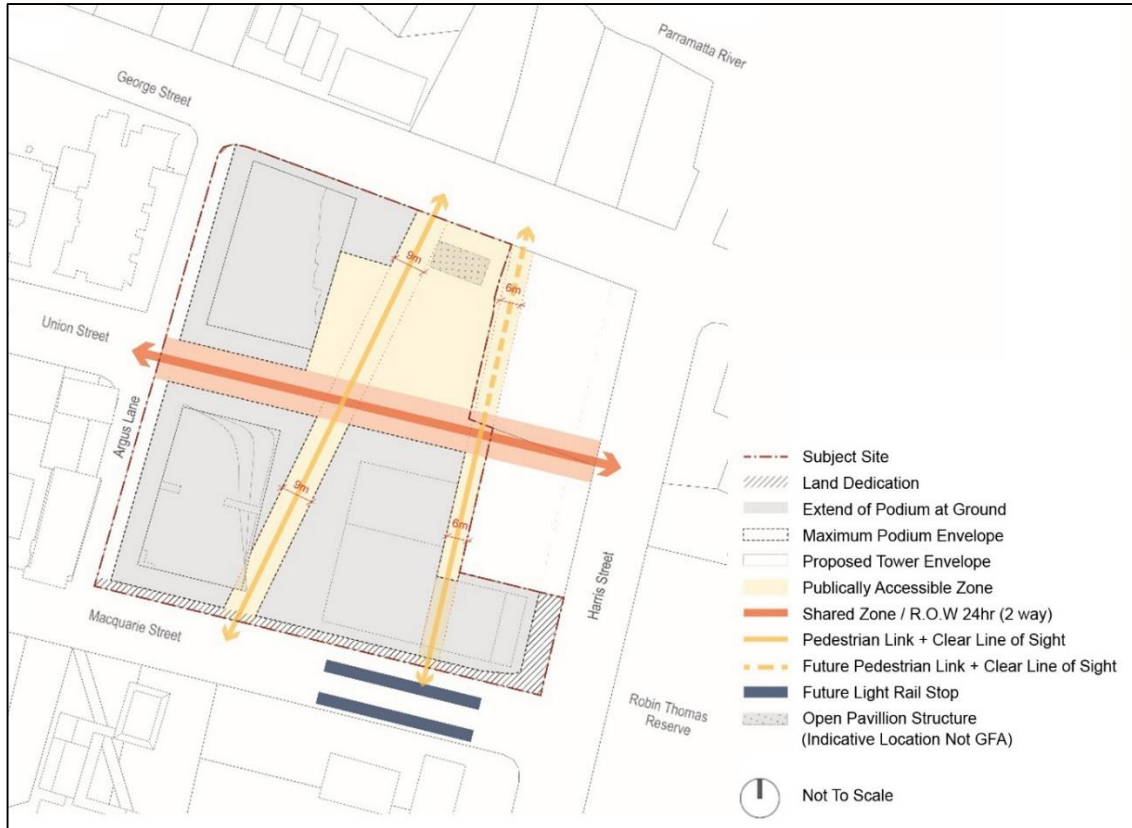 Parramatta River
George Street
9m
6m
Union Street
Argus Lane
9m
6m
Macquarie Street
Harris Street
Robin Thomas
Reserve
Subject Site
Land Dedication
Extend of Podium at Ground
Maximum Podium Envelope
Proposed Tower Envelope
Publically Accessible Zone
Shared Zone / R.O.W 24hr (2 way)
Pedestrian Link + Clear Line of Sight
Future Pedestrian Link + Clear Line of Sight
Future Light Rail Stop
Open Pavillion Structure
(Indicative Location Not GFA)
Not To Scale